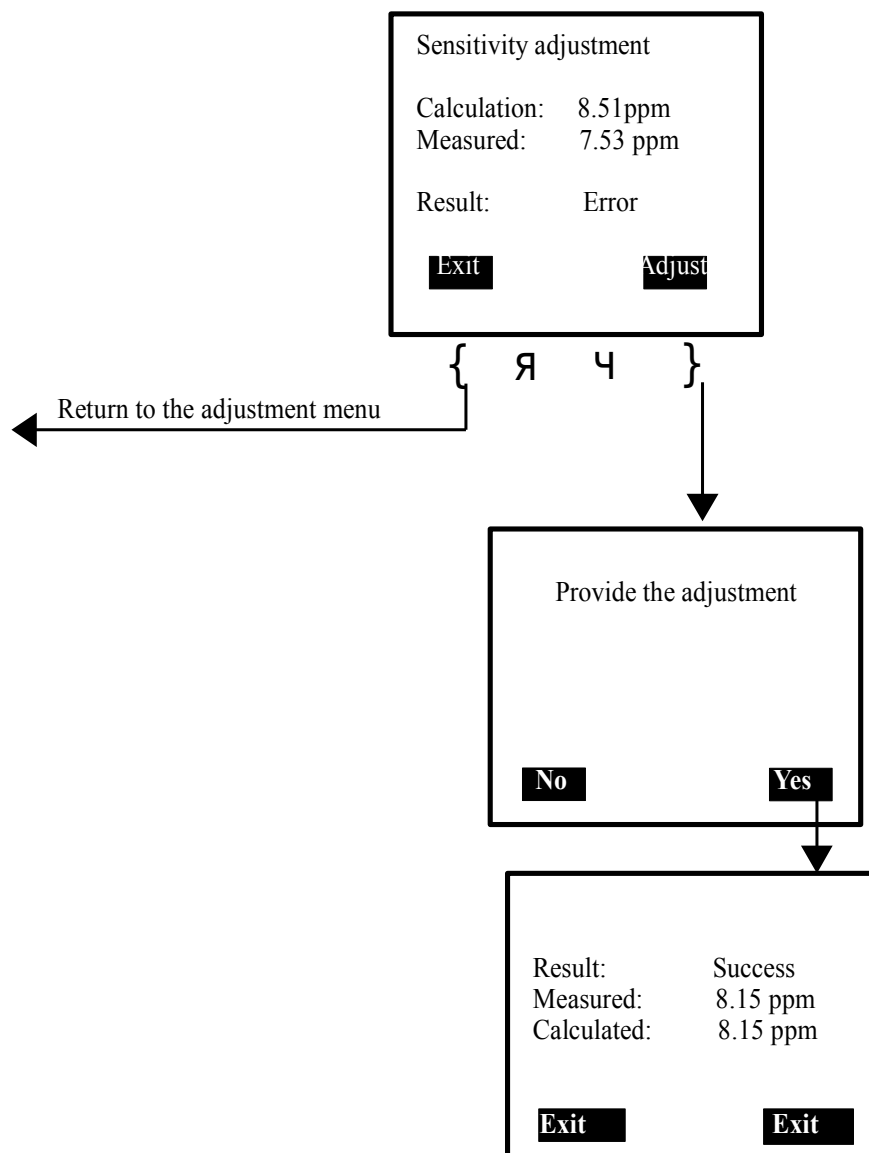 Sensitivity adjustment
Calculation: 8.51ppm
Measured: 7.53 ppm
Result: Error
Exit Adjust
{ Я Ч }
Return to the adjustment menu
Provide the adjustment
No Yes
Result: Success
Measured: 8.15 ppm
Calculated: 8.15 ppm
Exit Exit